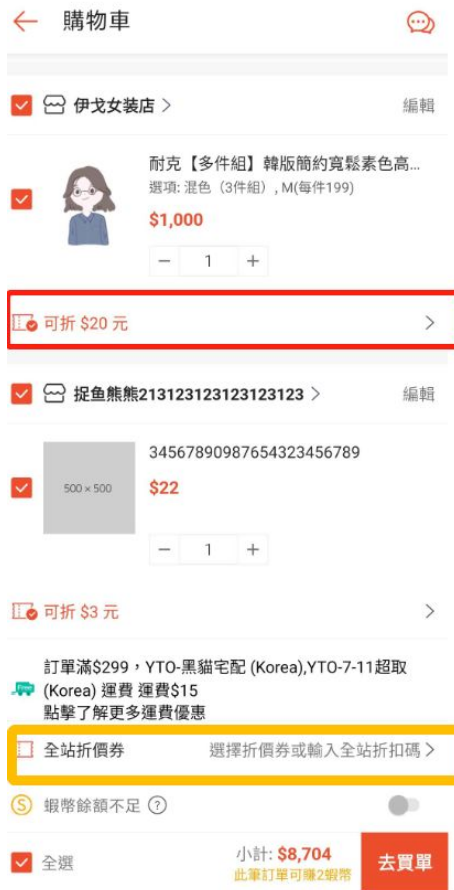 購物車
伊戈女装店
編輯
耐克【多件組】韓版簡約寬鬆素色高...
選項: 混色（3件組）, M(每件199)
$1,000
1
可折 $20 元
捉鱼熊熊213123123123123123
編輯
34567890987654323456789
500 × 500
$22
1
可折 $3 元
訂單滿$299，YTO-黑貓宅配 (Korea),YTO-7-11超取
(Korea) 運費 運費$15
點擊了解更多運費優惠
全站折價券 選擇折價券或輸入全站折扣碼
蝦幣餘額不足
全選
小計: $8,704
此筆訂單可賺2蝦幣
去買單